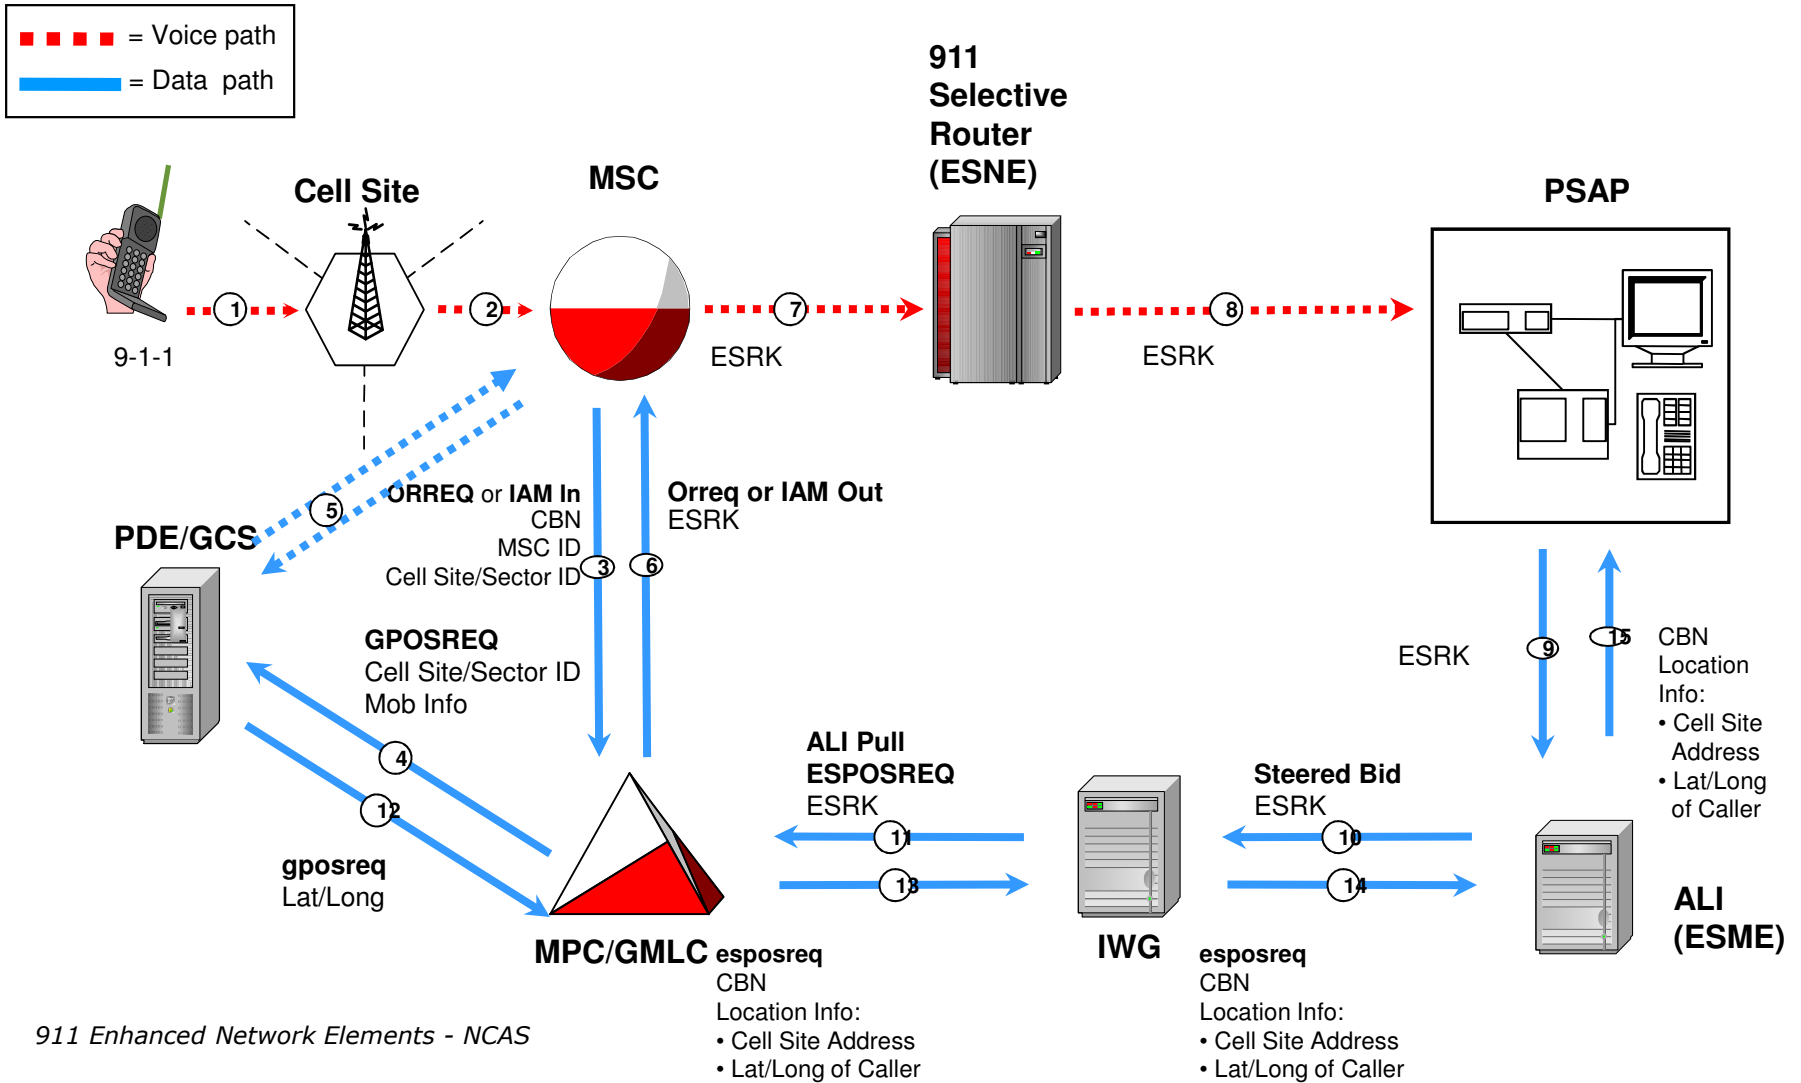 = Voice path
= Data path
911
Selective
Router
(ESNE)
MSC
Cell Site
PSAP
1
2
7
8
9-1-1
ESRK
ESRK
5
ORREQ or IAM In
CBN
MSC ID
Cell Site/Sector ID
3
Orreq or IAM Out
ESRK
6
PDE/GCS
GPOSREQ
Cell Site/Sector ID
Mob Info
4
12
gposreq
Lat/Long
ESRK
9
15
CBN
Location
Info:
• Cell Site
Address
• Lat/Long
of Caller
ALI Pull
ESPOSREQ
ESRK
11
13
Steered Bid
ESRK
10
14
ALI
(ESME)
MPC/GMLC
IWG
esposreq
CBN
Location Info:
• Cell Site Address
• Lat/Long of Caller
esposreq
CBN
Location Info:
• Cell Site Address
• Lat/Long of Caller
911 Enhanced Network Elements - NCAS